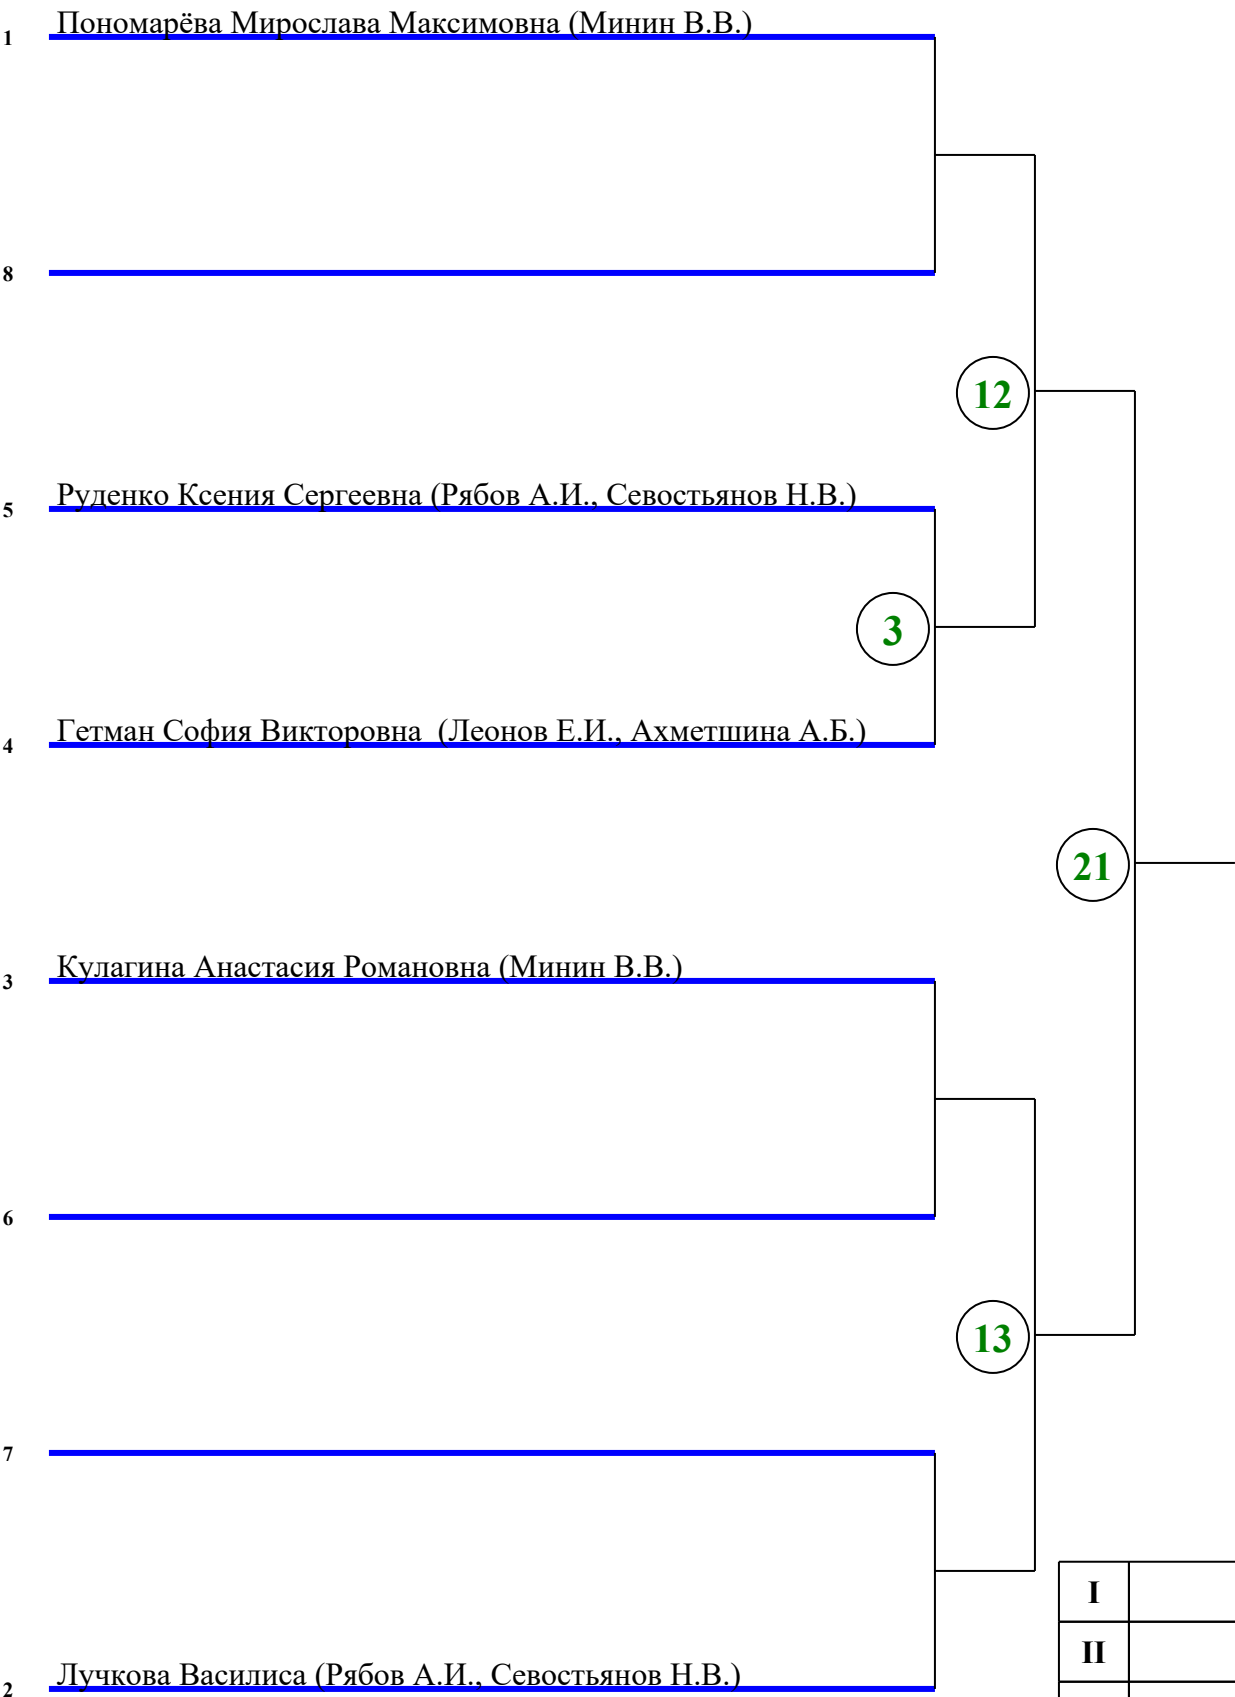 1 Пономарёва Мирослава Максимовна (Минин В.В.)
8
12
5 Руденко Ксения Сергеевна (Рябов А.И., Севостьянов Н.В.)
3
4 Гетман София Викторовна (Леонов Е.И., Ахметшина А.Б.)
21
3 Кулагина Анастасия Романовна (Минин В.В.)
6
13
7
I
II
2 Лучкова Василиса (Рябов А.И., Севостьянов Н.В.)